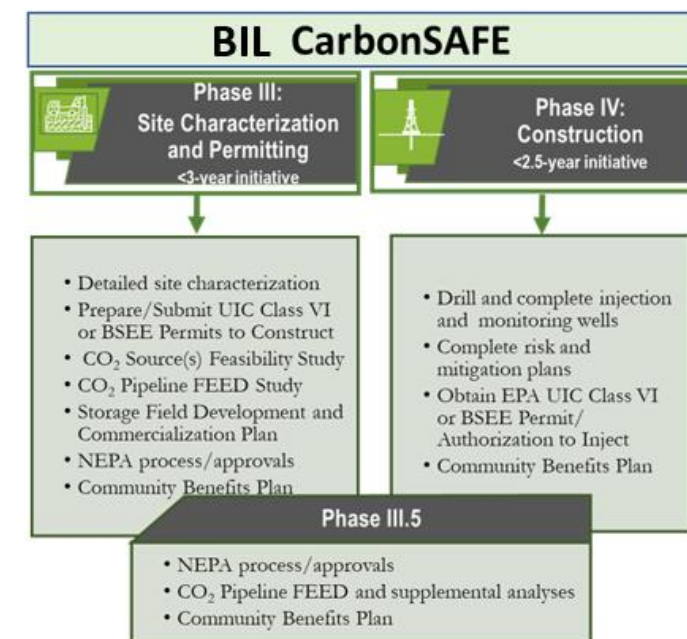 BIL CarbonSAFE
Phase III:
Site Characterization
and Permitting
<3-year initiative
• Detailed site characterization
• Prepare/Submit UIC Class VI
or BSEE Permits to Construct
• CO₂ Source(s) Feasibility Study
• CO₂ Pipeline FEED Study
• Storage Field Development and
Commercialization Plan
• NEPA process/approvals
• Community Benefits Plan
Phase IV:
Construction
<2.5-year initiative
• Drill and complete injection
and monitoring wells
• Complete risk and
mitigation plans
• Obtain EPA UIC Class VI
or BSEE Permit/
Authorization to Inject
• Community Benefits Plan
Phase III.5
• NEPA process/approvals
• CO₂ Pipeline FEED and supplemental analyses
• Community Benefits Plan